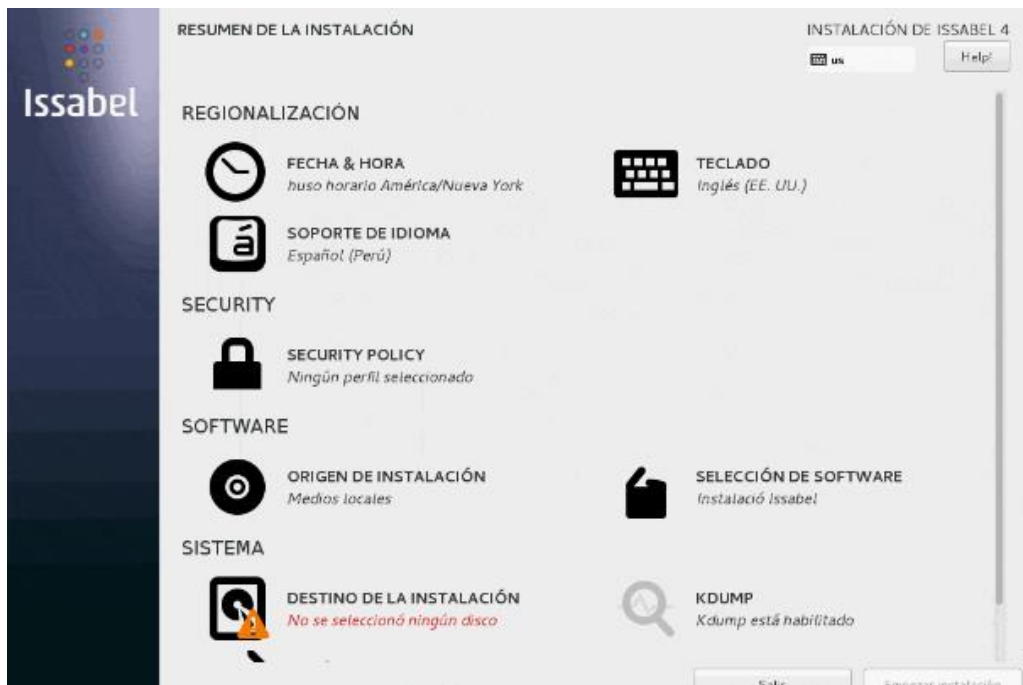 RESUMEN DE LA INSTALACIÓN
INSTALACIÓN DE ISSABEL 4
us
Help!
Issabel
REGIONALIZACIÓN
FECHA & HORA
huso horario América/Nueva York
TECLADO
Inglés (EE. UU.)
SOPORTE DE IDIOMA
Español (Perú)
SECURITY
SECURITY POLICY
Ningún perfil seleccionado
SOFTWARE
ORIGEN DE INSTALACIÓN
Medios locales
SELECCIÓN DE SOFTWARE
Instalació Issabel
SISTEMA
DESTINO DE LA INSTALACIÓN
No se seleccionó ningún disco
KDUMP
Kdump está habilitado
Salir
Empezar instalación